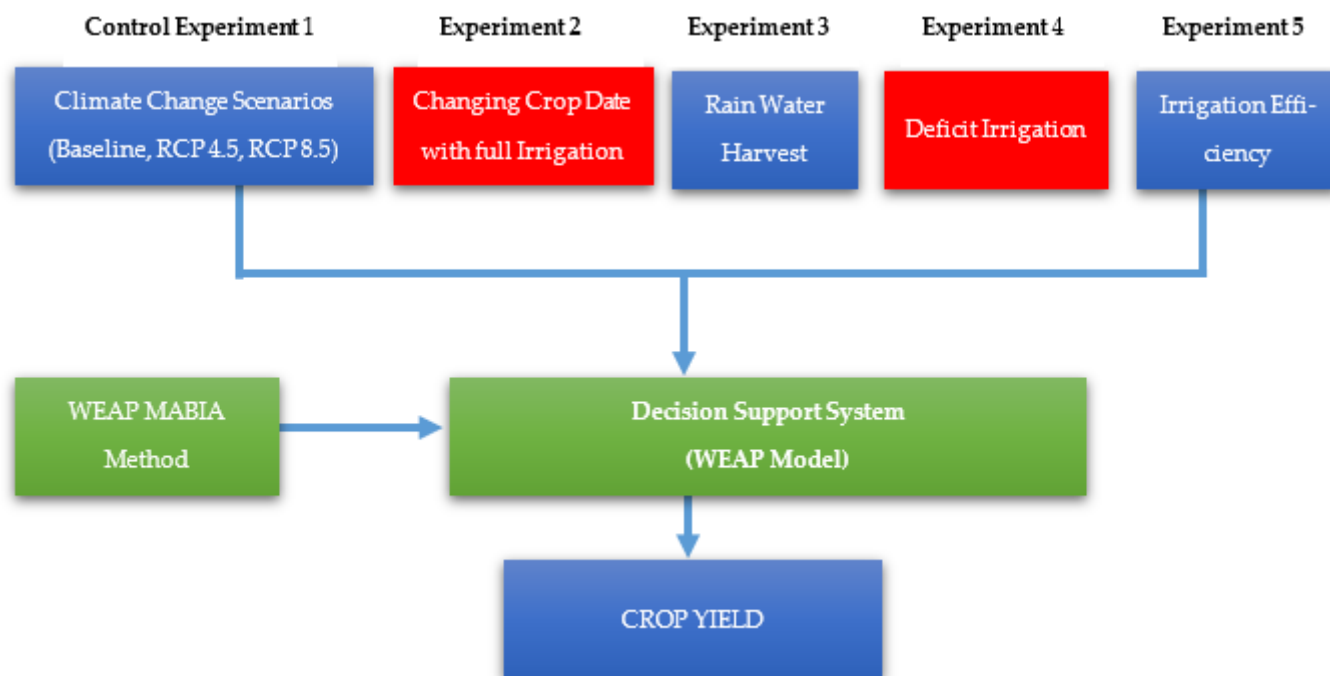 Control Experiment 1
Experiment 2
Experiment 3
Experiment 4
Experiment 5
Climate Change Scenarios
(Baseline, RCP 4.5, RCP 8.5)
Changing Crop Date
with full Irrigation
Rain Water
Harvest
Deficit Irrigation
Irrigation Effi-
ciency
WEAP MABIA
Method
Decision Support System
(WEAP Model)
CROP YIELD